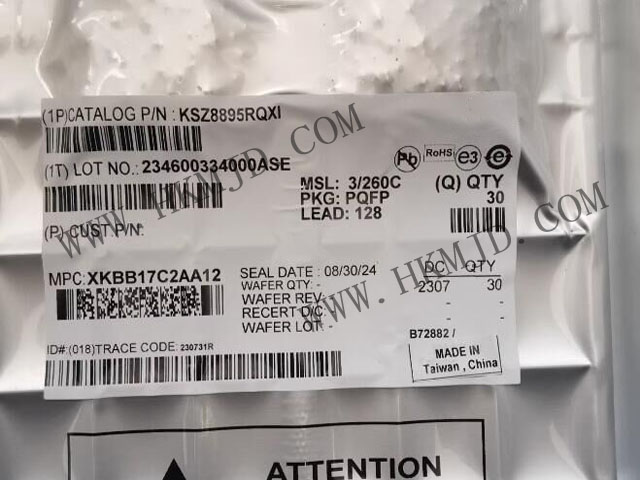 (1P)CATALOG P/N : KSZ8895RQXI
(1T) LOT NO.: 234600334000ASE
Pb RoHS e3 e
MSL: 3/260C (Q) QTY
PKG: PQFP 30
LEAD: 128
(P) CUST P/N:
MPC: XKBB17C2AA12
SEAL DATE : 08/30/24 DC QTY
WAFER QTY: - 2307 30
WAFER REV: - - -
RECERT D/C - - -
WAFER LOT: -
B72882 /
ID#:(018)TRACE CODE: 230731R
MADE IN
Taiwan , China
ATTENTION
WWW.HKMJD.COM
WWW.HKMJD.COM